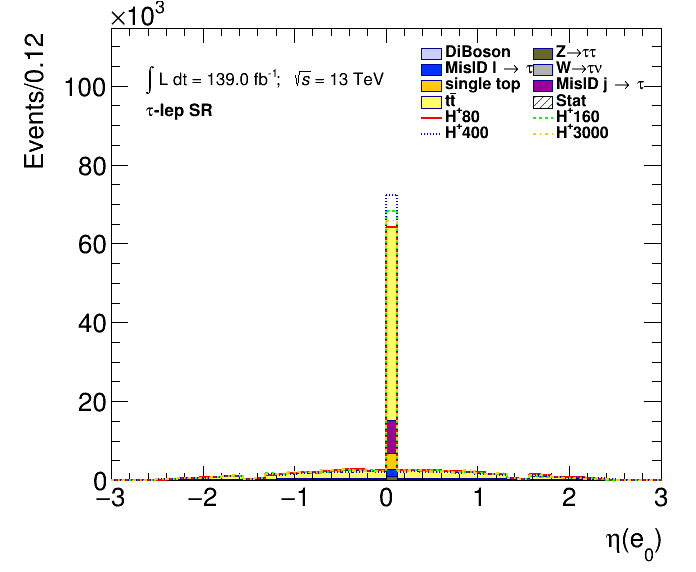 ×10³
Events/0.12
∫ L dt = 139.0 fb⁻¹; √s = 13 TeV
τ-lep SR
DiBoson Z→ττ
MisID l → τ W→τν
single top MisID j → τ
tt̄ Stat
H⁺80 H⁺160
H⁺400 H⁺3000
100
80
60
40
20
0
−3 −2 −1 0 1 2 3
η(e₀)